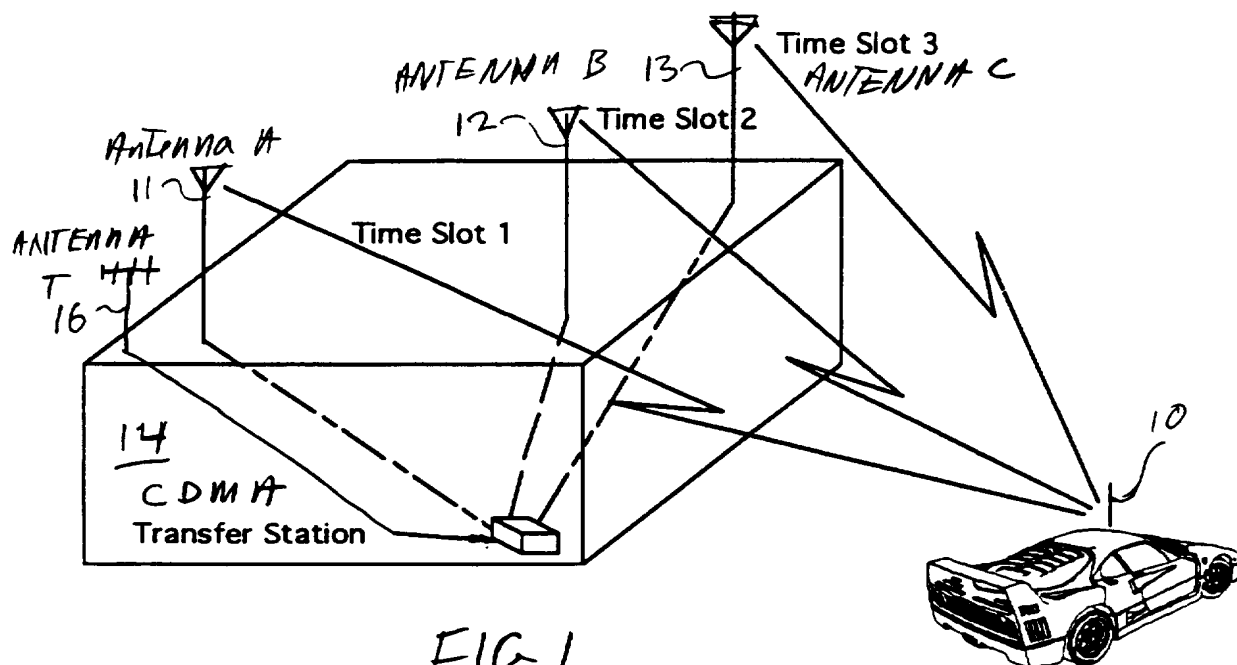 Time Slot 3
ANTENNA B 13 ANTENNA C
12 Time Slot 2
Antenna A
11
ANTENNA
Time Slot 1
T
16
14
CDMA
Transfer Station
10
FIG 1